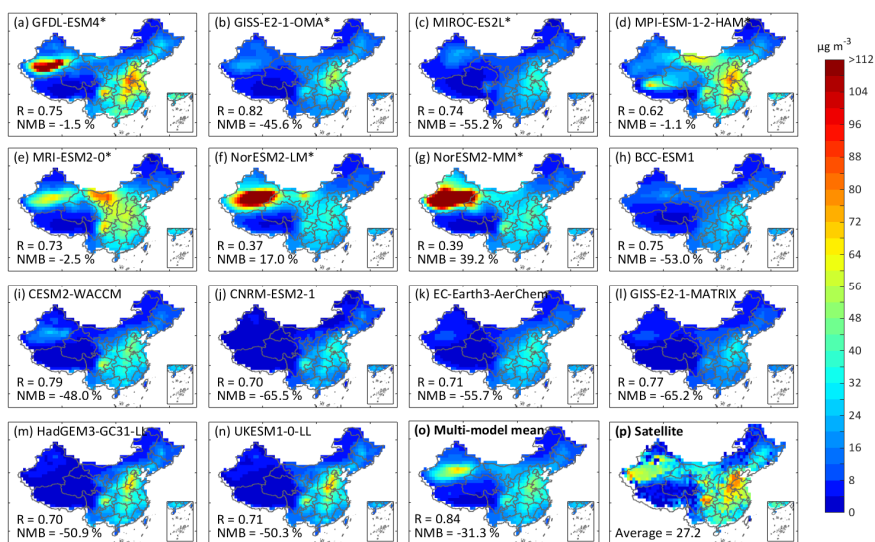 (a) GFDL-ESM4*
R = 0.75
NMB = -1.5 %
(b) GISS-E2-1-OMA*
R = 0.82
NMB = -45.6 %
(c) MIROC-ES2L*
R = 0.74
NMB = -55.2 %
(d) MPI-ESM-1-2-HAM*
R = 0.62
NMB = -1.1 %
(e) MRI-ESM2-0*
R = 0.73
NMB = -2.5 %
(f) NorESM2-LM*
R = 0.37
NMB = 17.0 %
(g) NorESM2-MM*
R = 0.39
NMB = 39.2 %
(h) BCC-ESM1
R = 0.75
NMB = -53.0 %
(i) CESM2-WACCM
R = 0.79
NMB = -48.0 %
(j) CNRM-ESM2-1
R = 0.70
NMB = -65.5 %
(k) EC-Earth3-AerChem
R = 0.71
NMB = -55.7 %
(l) GISS-E2-1-MATRIX
R = 0.77
NMB = -65.2 %
(m) HadGEM3-GC31-LL
R = 0.70
NMB = -50.9 %
(n) UKESM1-0-LL
R = 0.71
NMB = -50.3 %
(o) Multi-model mean
R = 0.84
NMB = -31.3 %
(p) Satellite
Average = 27.2
μg m⁻³
>112
104
96
88
80
72
64
56
48
40
32
24
16
8
0